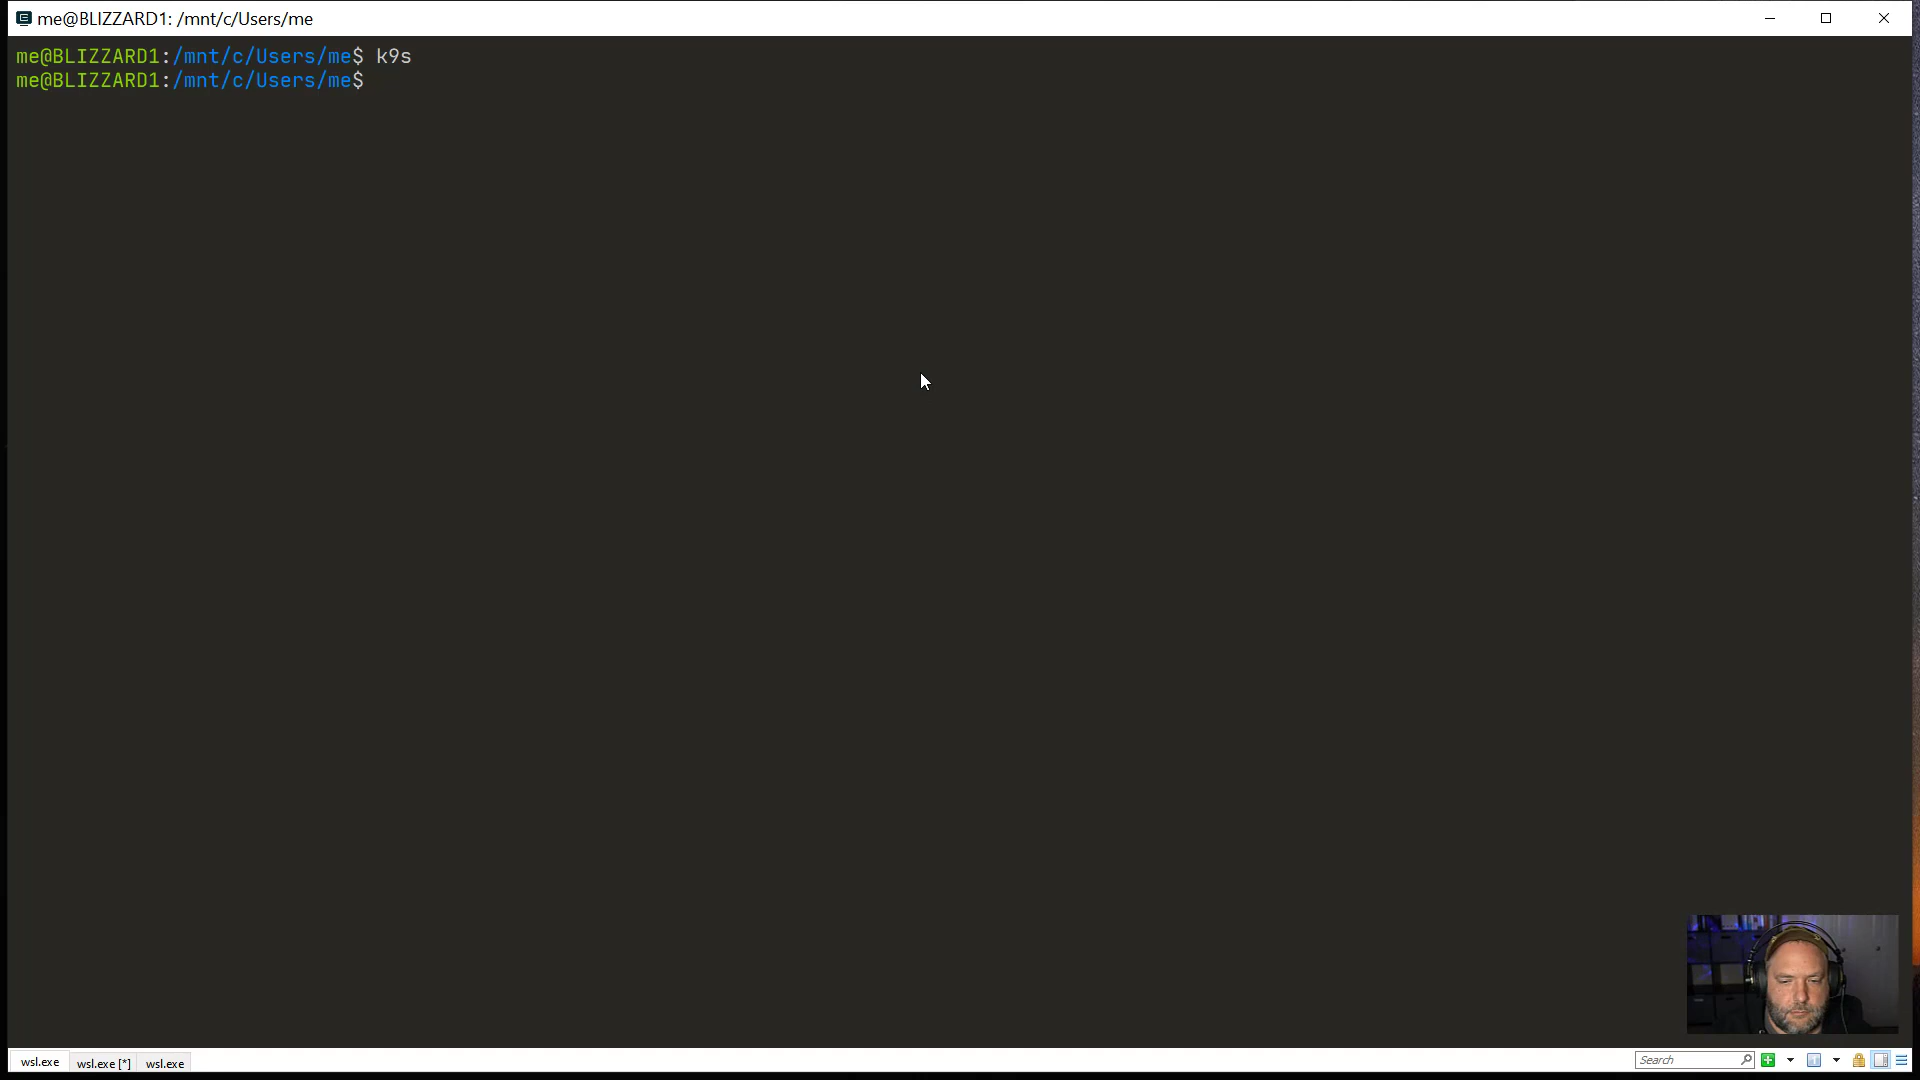 me@BLIZZARD1: /mnt/c/Users/me
me@BLIZZARD1:/mnt/c/Users/me$ k9s
me@BLIZZARD1:/mnt/c/Users/me$
wsl.exe wsl.exe [*] wsl.exe Search